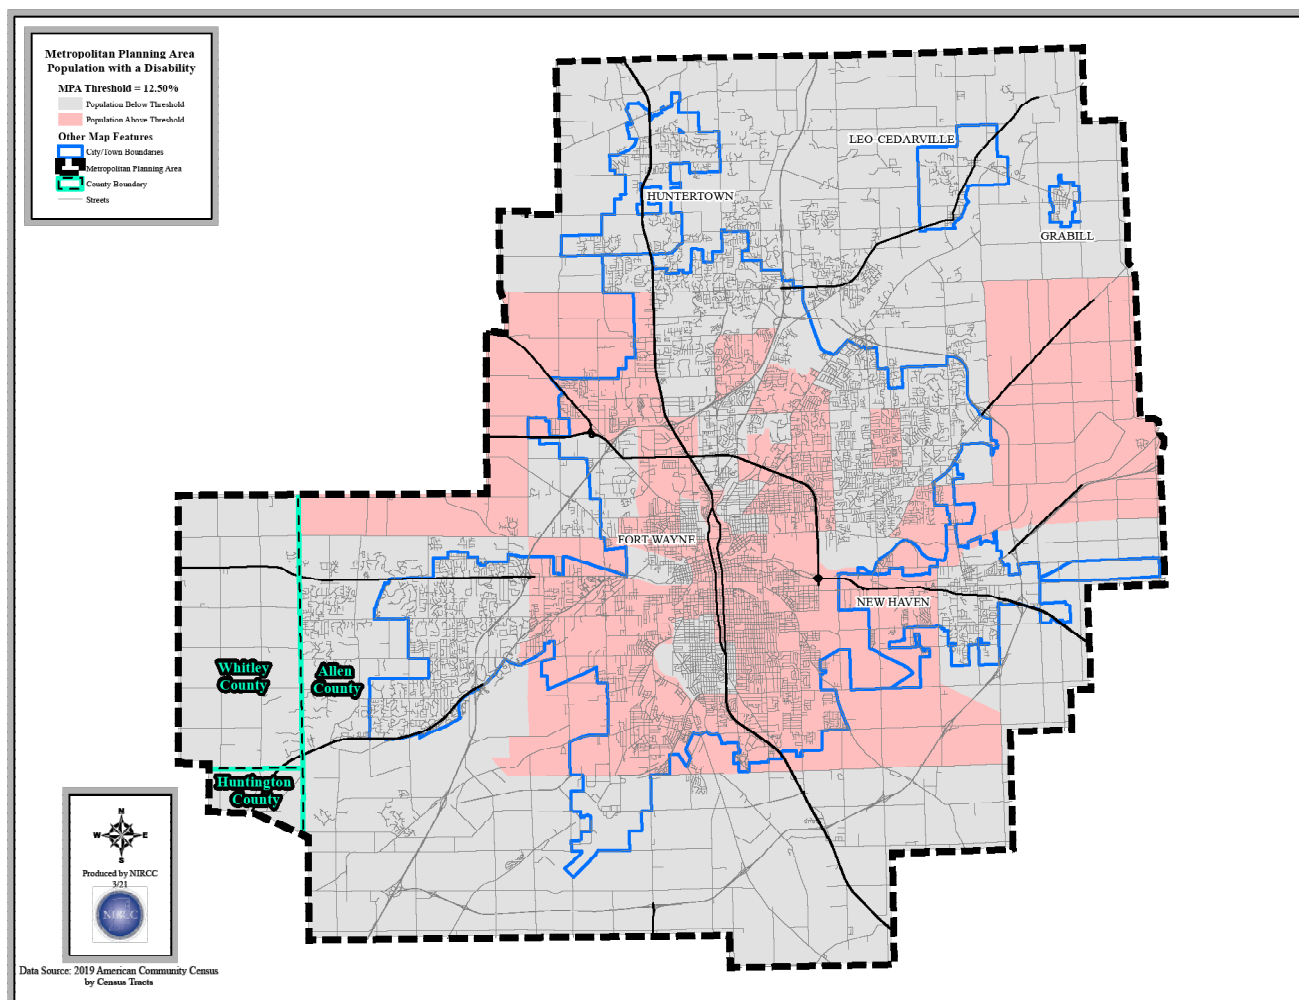 Metropolitan Planning Area
Population with a Disability
MPA Threshold = 12.50%
Population Below Threshold
Population Above Threshold
Other Map Features
City/Town Boundaries
Metropolitan Planning Area
County Boundary
Streets
LEO-CEDARVILLE
HUNTERTOWN
GRABILL
FORT WAYNE
NEW HAVEN
Whitley
County
Allen
County
Huntington
County
N
W E
S
Produced by NIRCC
3/21
NIRCC
Data Source: 2019 American Community Census
by Census Tracts